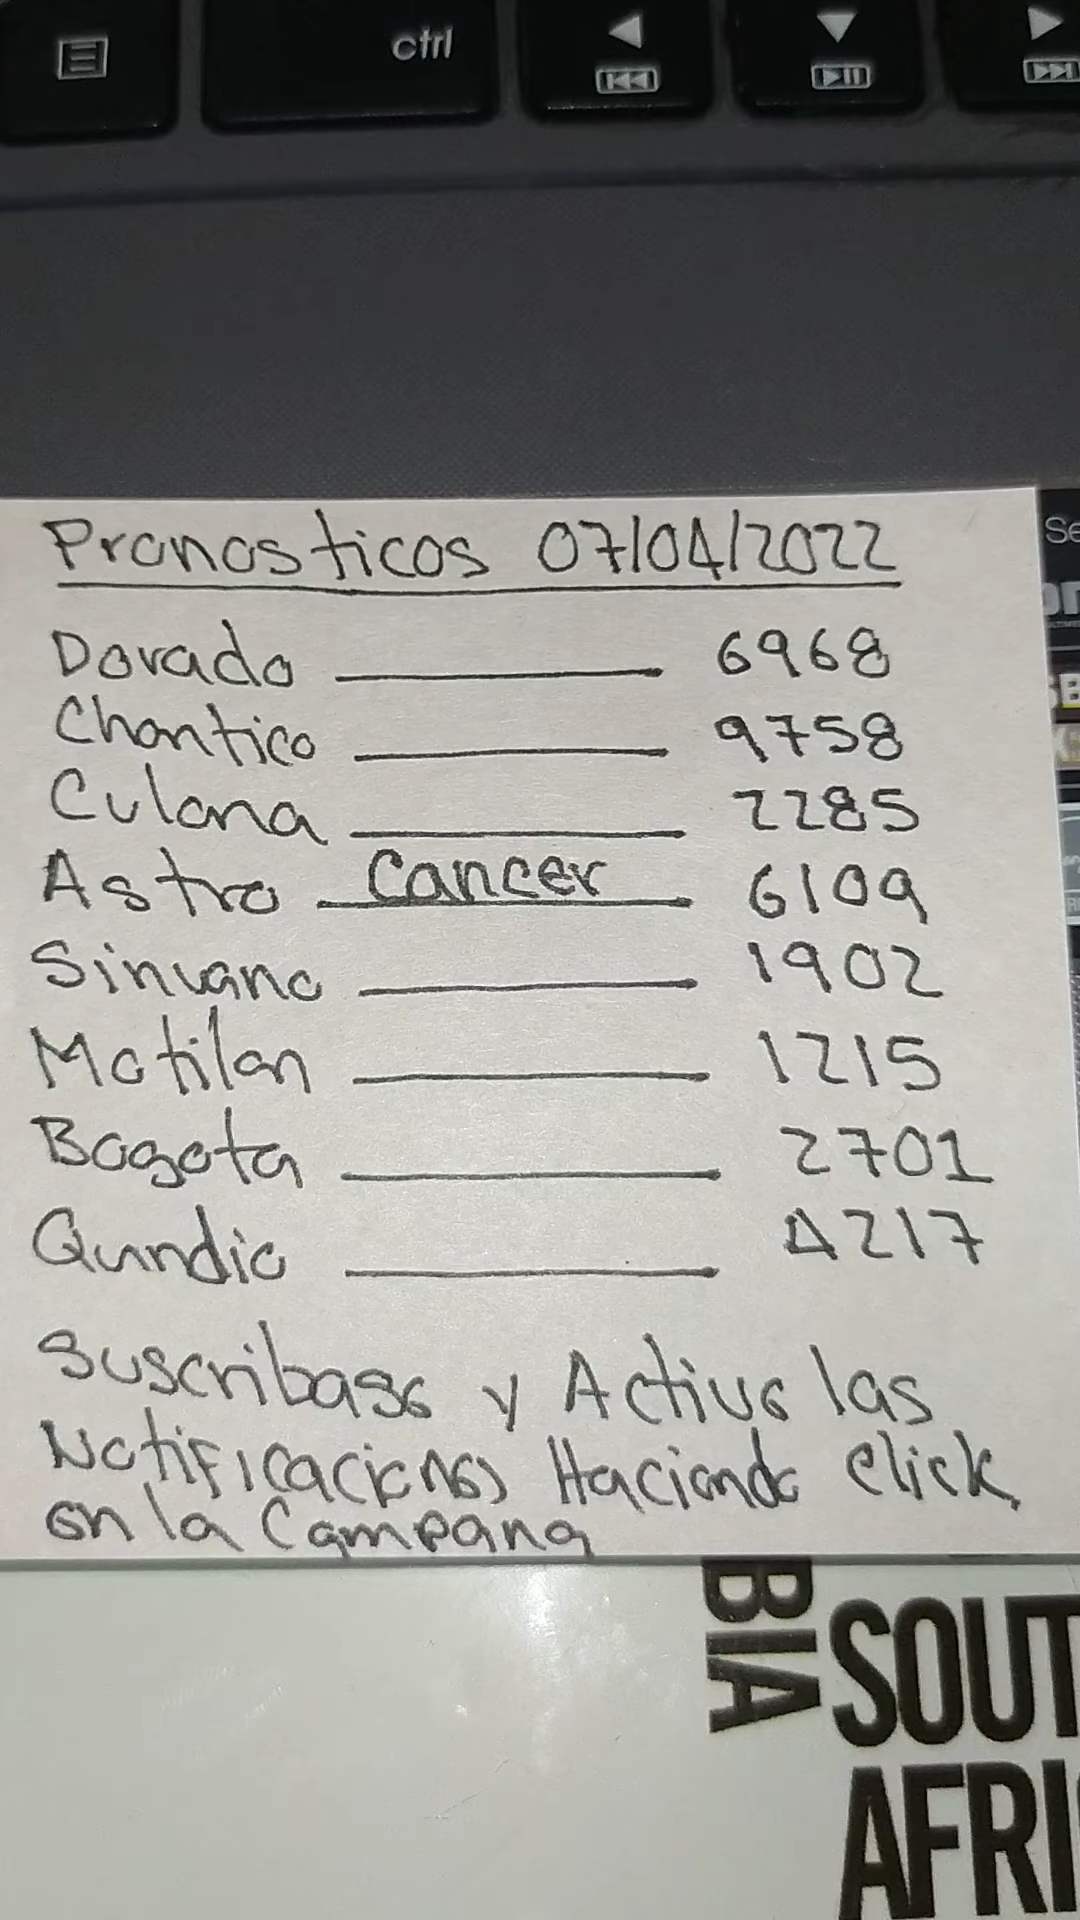 ctrl
Pronosticos 07/04/2022
Dorado 6968
Chontico 9758
Culona 2285
Astro Cancer 6109
Sinuano 1902
Motilon 1215
Bogota 2701
Quindio 4217
Suscribase y Active las
Notificaciones Haciendo Click
en la Campana
Se
BIA
SOUT
AFRI